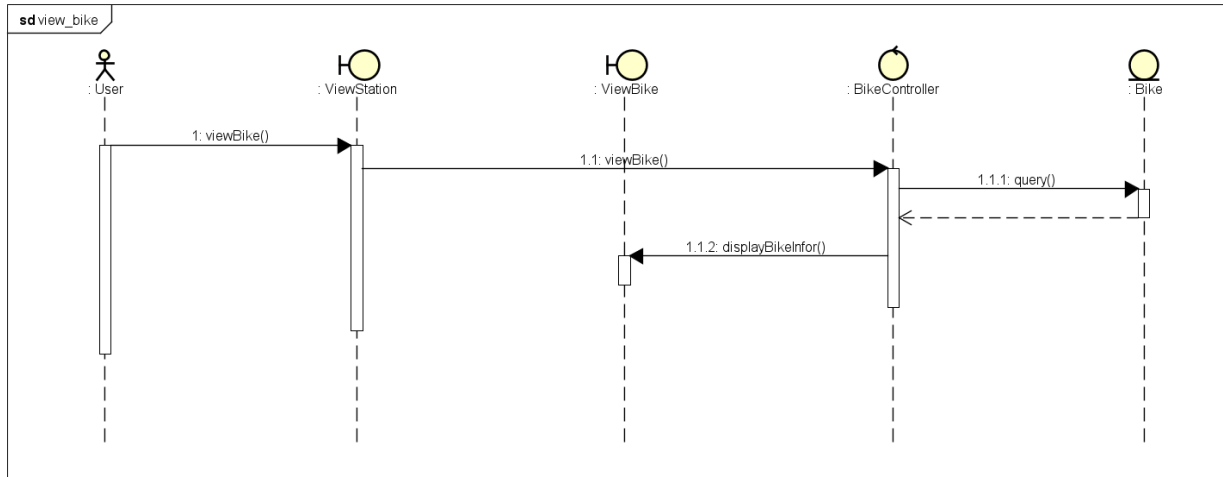 sd view_bike
: User
: ViewStation
: ViewBike
: BikeController
: Bike
1: viewBike()
1.1: viewBike()
1.1.1: query()
1.1.2: displayBikeInfor()